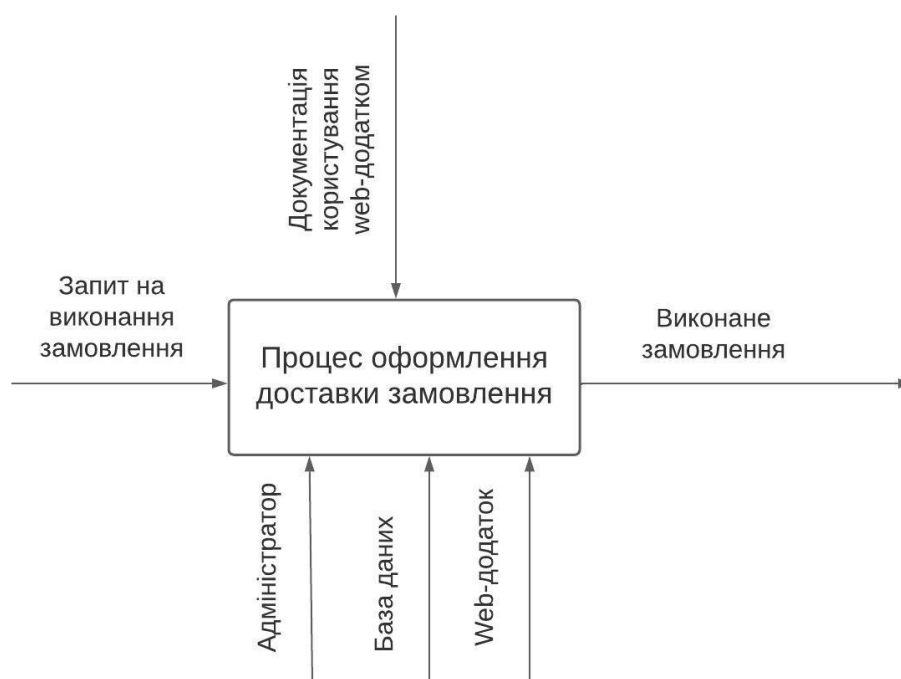 Документація
користування
web-додатком
Запит на
виконання
замовлення
Процес оформлення
доставки замовлення
Виконане
замовлення
Адміністратор
База даних
Web-додаток